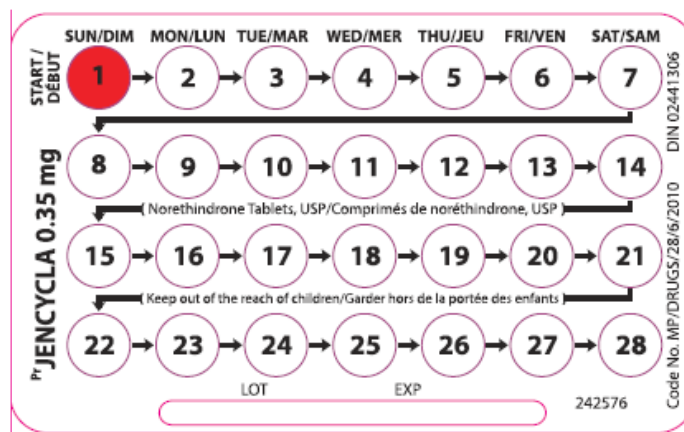 SUN/DIM MON/LUN TUE/MAR WED/MER THU/JEU FRI/VEN SAT/SAM
START / DÉBUT
1 2 3 4 5 6 7
8 9 10 11 12 13 14
( Norethindrone Tablets, USP/Comprimés de noréthindrone, USP )
15 16 17 18 19 20 21
( Keep out of the reach of children/Garder hors de la portée des enfants )
22 23 24 25 26 27 28
LOT EXP
242576
Pr JENCYCLA 0.35 mg
Code No. MP/DRUGS/28/6/2010 DIN 02441306